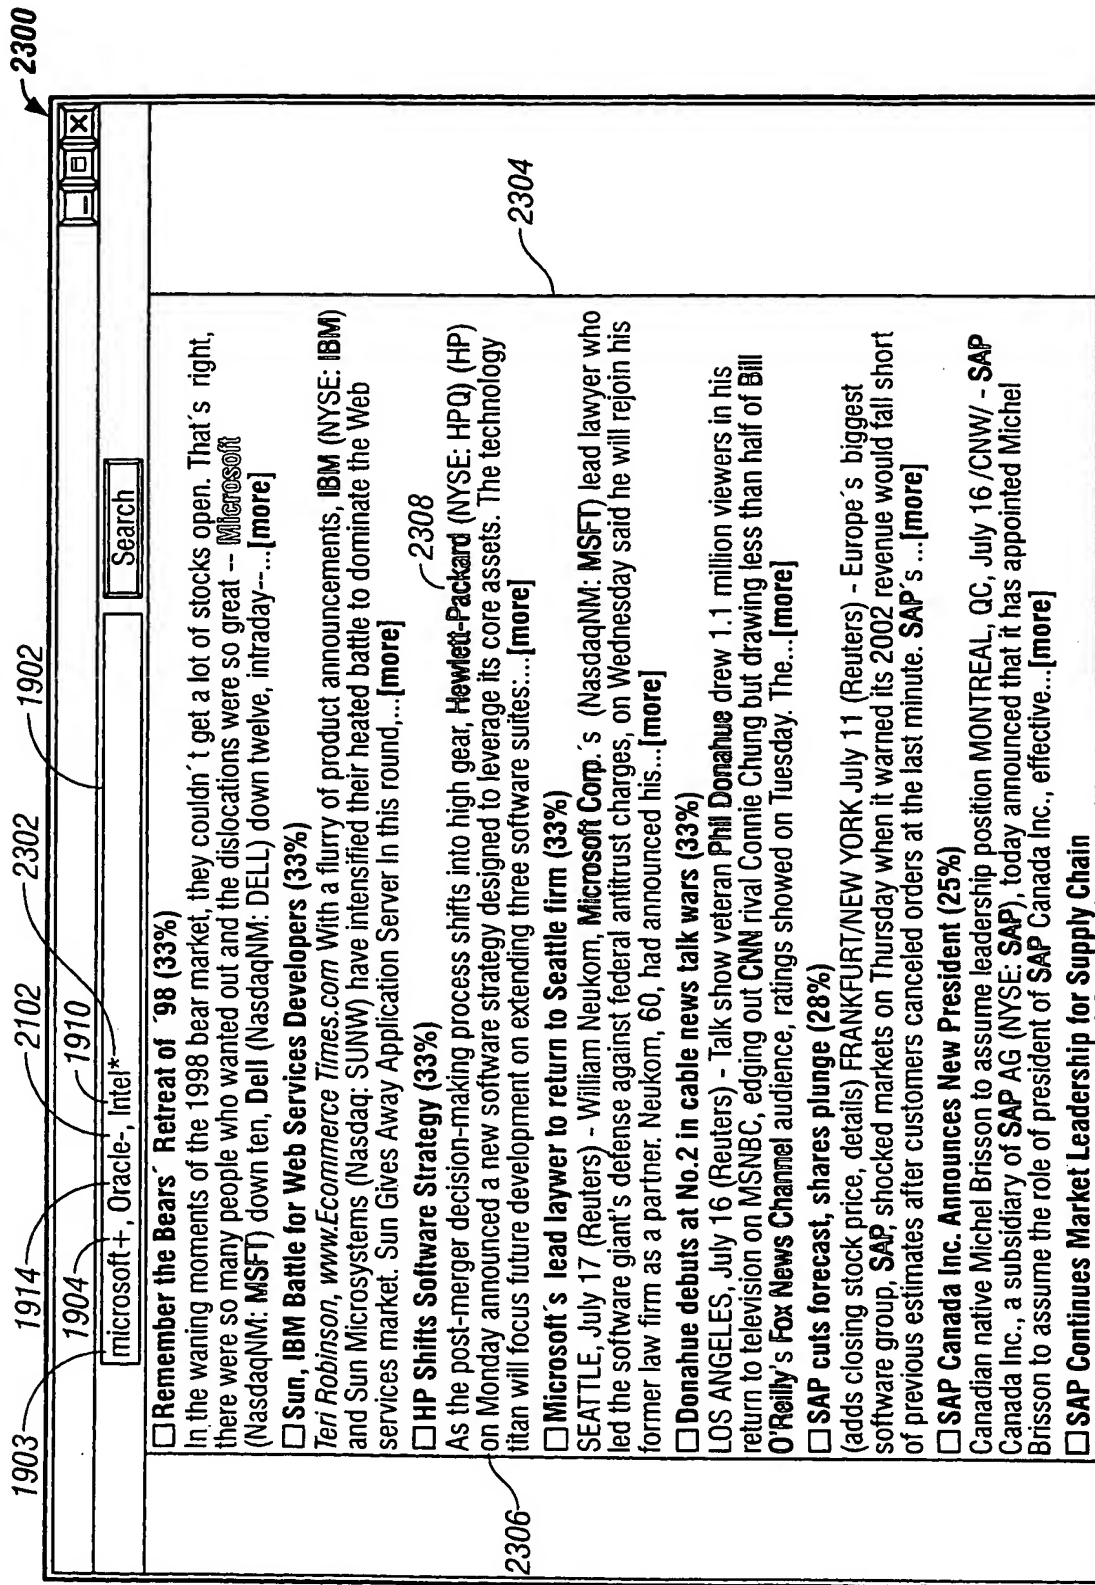 2300
1903
1904
1914
2102
1910
2302
1902
microsoft+, Oracle-, Intel*
Search
☐ Remember the Bears´ Retreat of ´98 (33%)
In the waning moments of the 1998 bear market, they couldn´t get a lot of stocks open. That´s right,
there were so many people who wanted out and the dislocations were so great -- Microsoft
(NasdaqNM: MSFT) down ten, Dell (NasdaqNM: DELL) down twelve, intraday--...[more]
☐ Sun, IBM Battle for Web Services Developers (33%)
Teri Robinson, www.Ecommerce Times.com With a flurry of product announcements, IBM (NYSE: IBM)
and Sun Microsystems (Nasdaq: SUNW) have intensified their heated battle to dominate the Web
services market. Sun Gives Away Application Server In this round,...[more]
☐ HP Shifts Software Strategy (33%)
2308
As the post-merger decision-making process shifts into high gear, Hewlett-Packard (NYSE: HPQ) (HP)
on Monday announced a new software strategy designed to leverage its core assets. The technology
titan will focus future development on extending three software suites:...[more]
2304
2306
☐ Microsoft´s lead laywer to return to Seattle firm (33%)
SEATTLE, July 17 (Reuters) - William Neukom, Microsoft Corp.´s (NasdaqNM: MSFT) lead lawyer who
led the software giant's defense against federal antitrust charges, on Wednesday said he will rejoin his
former law firm as a partner. Neukom, 60, had announced his...[more]
☐ Donahue debuts at No.2 in cable news talk wars (33%)
LOS ANGELES, July 16 (Reuters) - Talk show veteran Phil Donahue drew 1.1 million viewers in his
return to television on MSNBC, edging out CNN rival Connie Chung but drawing less than half of Bill
O'Reilly's Fox News Channel audience, ratings showed on Tuesday. The...[more]
☐ SAP cuts forecast, shares plunge (28%)
(adds closing stock price, details) FRANKFURT/NEW YORK July 11 (Reuters) - Europe´s biggest
software group, SAP, shocked markets on Thursday when it warned its 2002 revenue would fall short
of previous estimates after customers canceled orders at the last minute. SAP's ...[more]
☐ SAP Canada Inc. Announces New President (25%)
Canadian native Michel Brisson to assume leadership position MONTREAL, QC, July 16 /CNW/ - SAP
Canada Inc., a subsidiary of SAP AG (NYSE: SAP), today announced that it has appointed Michel
Brisson to assume the role of president of SAP Canada Inc., effective...[more]
☐ SAP Continues Market Leadership for Supply Chain